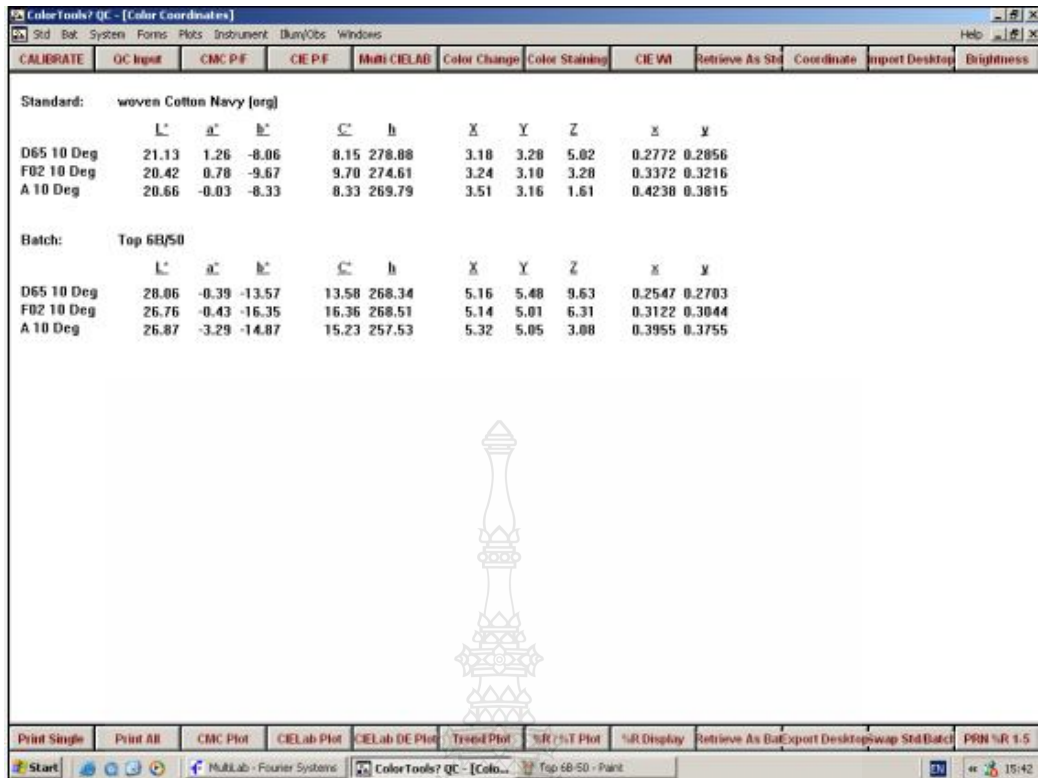 ColorTools? QC - [Color Coordinates]
Std Bat System Forms Plots Instrument Illum/Obs Windows Help
CALIBRATE QC Input CMC P/F CIE P/F Multi CIELAB Color Change Color Staining CIE WI Retrieve As Std Coordinate Import Desktop Brightness
Standard: woven Cotton Navy (org)
L* a* b* C* h X Y Z x y
D65 10 Deg 21.13 1.26 -8.06 8.15 278.88 3.18 3.28 5.02 0.2772 0.2856
F02 10 Deg 20.42 0.78 -9.67 9.70 274.61 3.24 3.10 3.28 0.3372 0.3216
A 10 Deg 20.66 -0.03 -8.33 8.33 269.79 3.51 3.16 1.61 0.4238 0.3815
Batch: Top 6B/50
L* a* b* C* h X Y Z x y
D65 10 Deg 28.06 -0.39 -13.57 13.58 268.34 5.16 5.48 9.63 0.2547 0.2703
F02 10 Deg 26.76 -0.43 -16.35 16.36 268.51 5.14 5.01 6.31 0.3122 0.3044
A 10 Deg 26.87 -3.29 -14.87 15.23 257.53 5.32 5.05 3.08 0.3955 0.3755
Print Single Print All CMC Plot CIELab Plot CIELab DE Plot Trend Plot %R / %T Plot %R Display Retrieve As Bat Export Desktop Swap Std/Batch PRN %R 1-5
Start MultiLab - Fourier Systems ColorTools? QC - [Colo... Top 6B-50 - Paint EN « 15:42